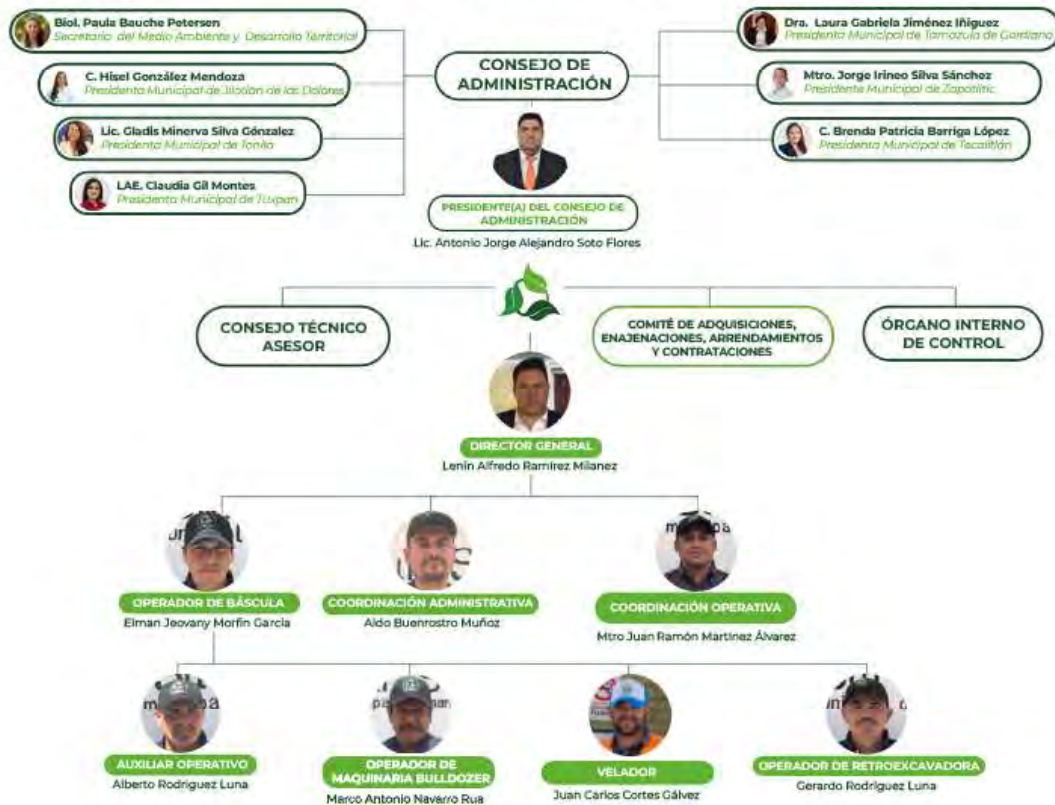 Biol. Paula Bauche Petersen
Secretario del Medio Ambiente y Desarrollo Territorial
C. Hisel González Mendoza
Presidenta Municipal de Jilotlán de los Dolores
Lic. Gladis Minerva Silva Gónzalez
Presidenta Municipal de Tonila
LAE. Claudia Gil Montes
Presidenta Municipal de Tuxpan
CONSEJO DE
ADMINISTRACIÓN
Dra. Laura Gabriela Jiménez Iñiguez
Presidenta Municipal de Tamazula de Gordiano
Mtro. Jorge Irineo Silva Sánchez
Presidente Municipal de Zapotiltic
C. Brenda Patricia Barriga López
Presidenta Municipal de Tecalitlán
PRESIDENTE(A) DEL CONSEJO DE
ADMINISTRACIÓN
Lic. Antonio Jorge Alejandro Soto Flores
CONSEJO TÉCNICO
ASESOR
COMITÉ DE ADQUISICIONES,
ENAJENACIONES, ARRENDAMIENTOS
Y CONTRATACIONES
ÓRGANO INTERNO
DE CONTROL
DIRECTOR GENERAL
Lenin Alfredo Ramírez Milanez
OPERADOR DE BÁSCULA
Elman Jeovany Morfin Garcia
COORDINACIÓN ADMINISTRATIVA
Aldo Buenrostro Muñoz
COORDINACIÓN OPERATIVA
Mtro Juan Ramón Martínez Álvarez
AUXILIAR OPERATIVO
Alberto Rodriguez Luna
OPERADOR DE
MAQUINARIA BULLDOZER
Marco Antonio Navarro Rua
VELADOR
Juan Carlos Cortes Gálvez
OPERADOR DE RETROEXCAVADORA
Gerardo Rodríguez Luna